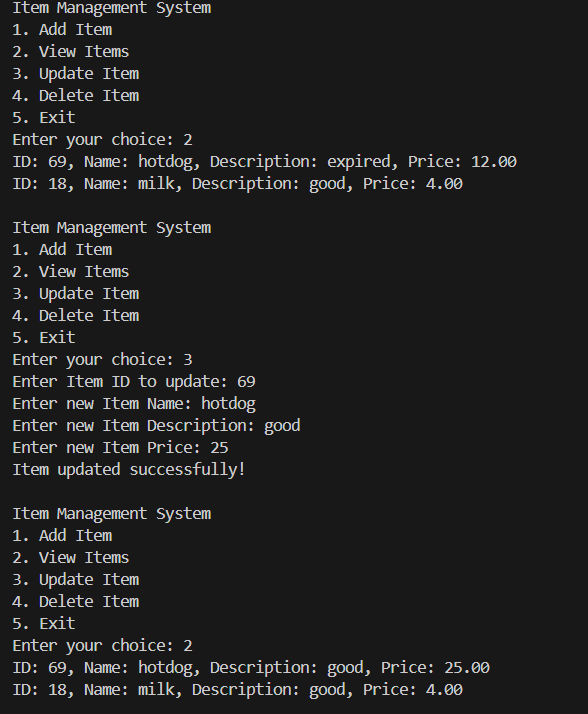 Item Management System
1. Add Item
2. View Items
3. Update Item
4. Delete Item
5. Exit
Enter your choice: 2
ID: 69, Name: hotdog, Description: expired, Price: 12.00
ID: 18, Name: milk, Description: good, Price: 4.00

Item Management System
1. Add Item
2. View Items
3. Update Item
4. Delete Item
5. Exit
Enter your choice: 3
Enter Item ID to update: 69
Enter new Item Name: hotdog
Enter new Item Description: good
Enter new Item Price: 25
Item updated successfully!

Item Management System
1. Add Item
2. View Items
3. Update Item
4. Delete Item
5. Exit
Enter your choice: 2
ID: 69, Name: hotdog, Description: good, Price: 25.00
ID: 18, Name: milk, Description: good, Price: 4.00